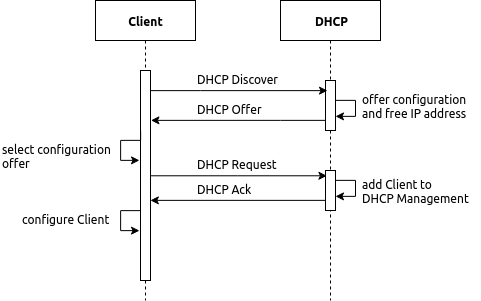 Client
DHCP
DHCP Discover
offer configuration
and free IP address
DHCP Offer
select configuration
offer
DHCP Request
add Client to
DHCP Management
DHCP Ack
configure Client